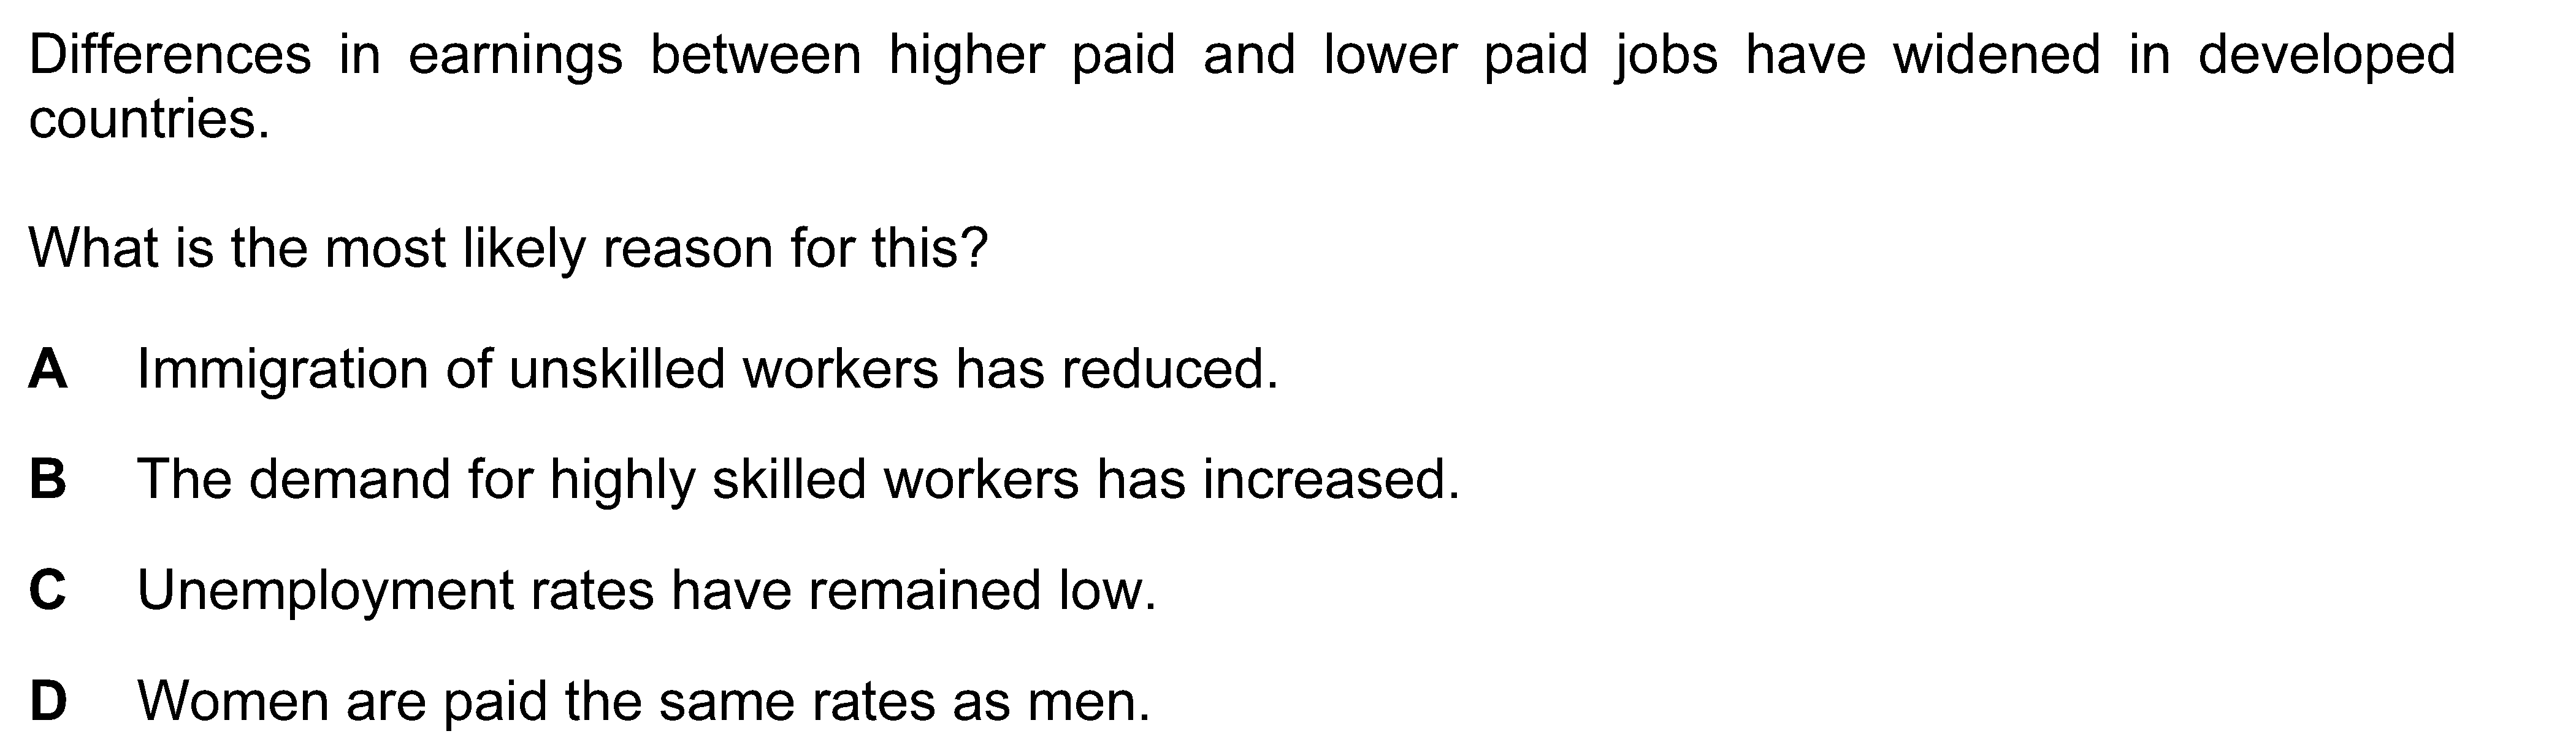 Differences in earnings between higher paid and lower paid jobs have widened in developed
countries.
What is the most likely reason for this?
A Immigration of unskilled workers has reduced.
B The demand for highly skilled workers has increased.
C Unemployment rates have remained low.
D Women are paid the same rates as men.